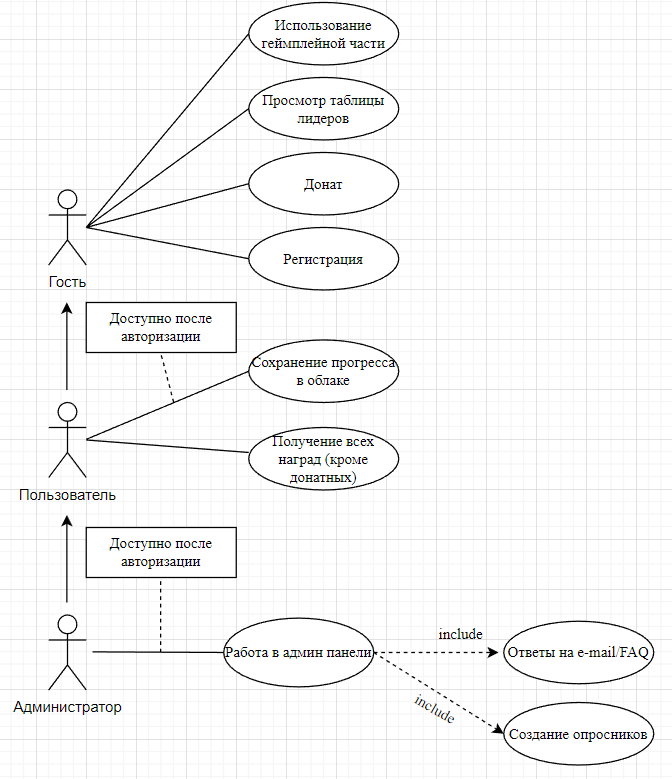 Использование
геймплейной части
Просмотр таблицы
лидеров
Донат
Регистрация
Гость
Доступно после
авторизации
Сохранение прогресса
в облаке
Получение всех
наград (кроме
донатных)
Пользователь
Доступно после
авторизации
Работа в админ панели
include
Ответы на e-mail/FAQ
include
Создание опросников
Администратор